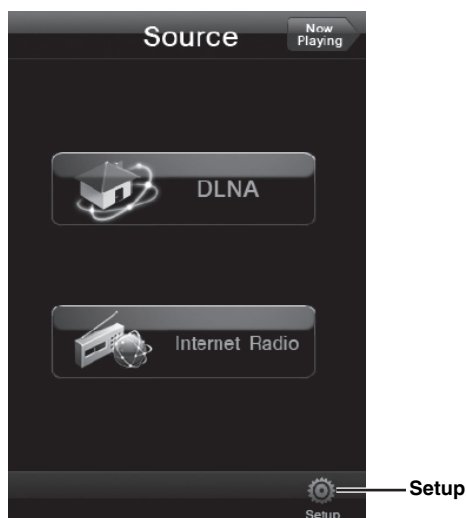 Source
Now
Playing
DLNA
Internet Radio
Setup
Setup